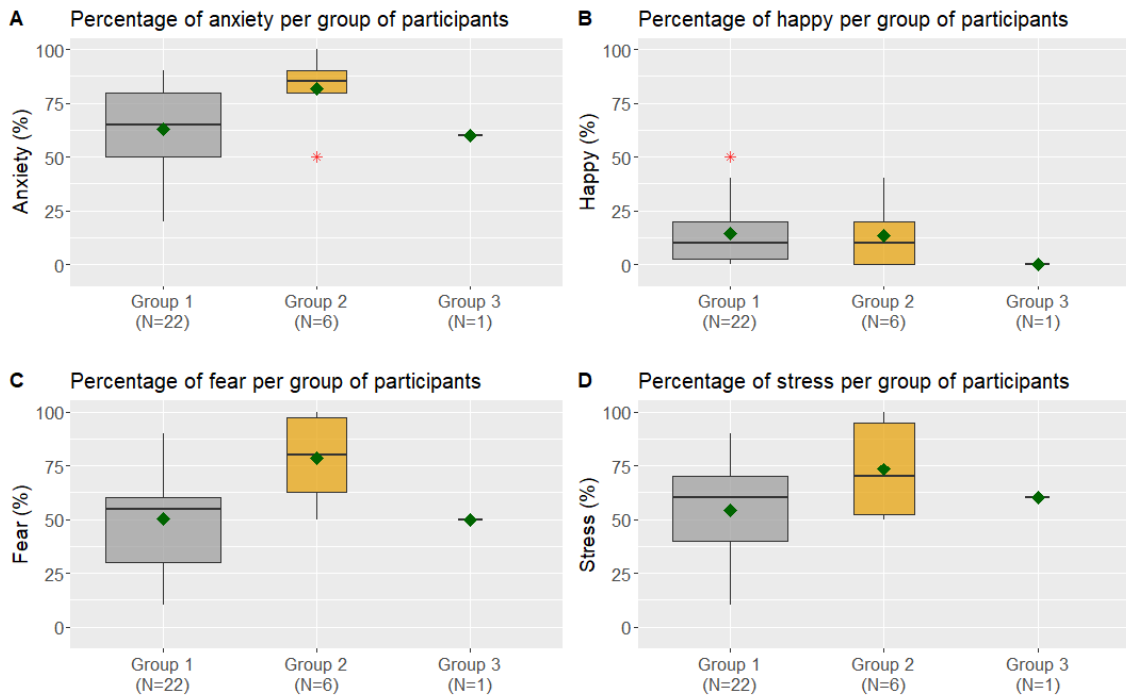 A Percentage of anxiety per group of participants
100
75
50
25
0
Anxiety (%)
Group 1 Group 2 Group 3
(N=22) (N=6) (N=1)
B Percentage of happy per group of participants
100
75
50
25
0
Happy (%)
Group 1 Group 2 Group 3
(N=22) (N=6) (N=1)
C Percentage of fear per group of participants
100
75
50
25
0
Fear (%)
Group 1 Group 2 Group 3
(N=22) (N=6) (N=1)
D Percentage of stress per group of participants
100
75
50
25
0
Stress (%)
Group 1 Group 2 Group 3
(N=22) (N=6) (N=1)